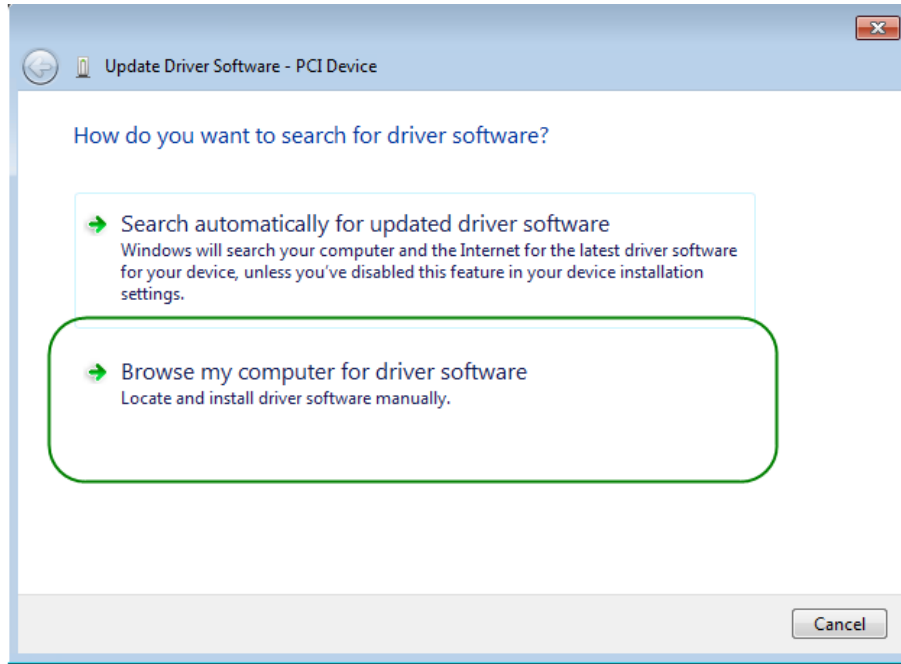 Update Driver Software - PCI Device
How do you want to search for driver software?
Search automatically for updated driver software
Windows will search your computer and the Internet for the latest driver software
for your device, unless you've disabled this feature in your device installation
settings.
Browse my computer for driver software
Locate and install driver software manually.
Cancel